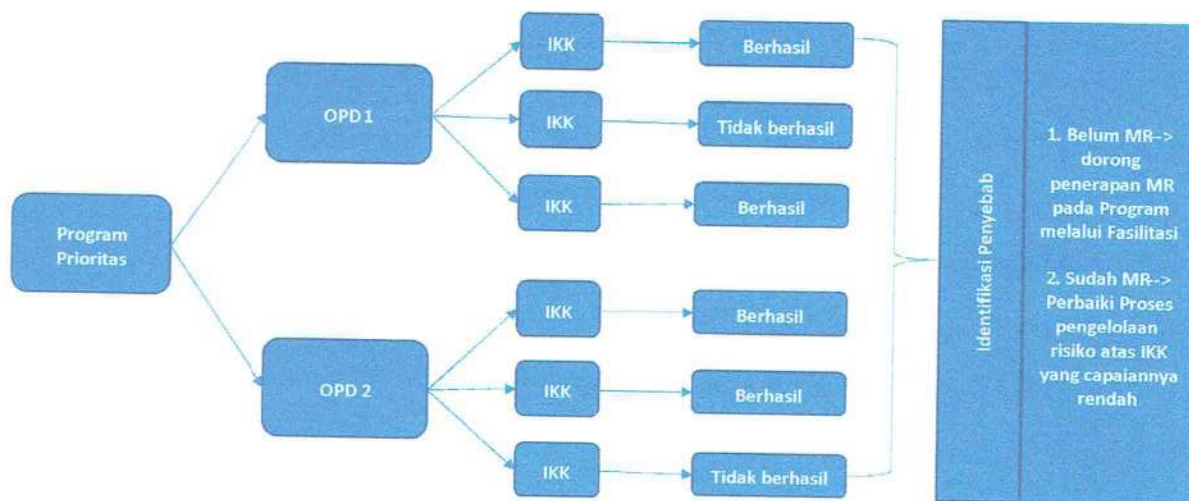 Program
Prioritas
OPD 1
IKK
Berhasil
IKK
Tidak berhasil
IKK
Berhasil
OPD 2
IKK
Berhasil
IKK
Berhasil
IKK
Tidak berhasil
Identifikasi Penyebab
1. Belum MR-->
dorong
penerapan MR
pada Program
melalui Fasilitasi
2. Sudah MR-->
Perbaiki Proses
pengelolaan
risiko atas IKK
yang capaiannya
rendah